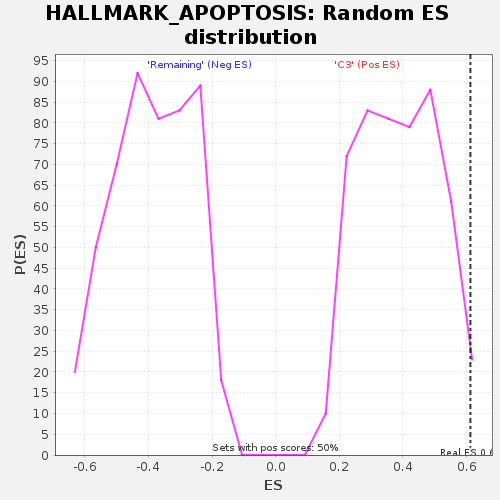 HALLMARK_APOPTOSIS: Random ES
distribution
'Remaining' (Neg ES) 'C3' (Pos ES)
95
90
85
80
75
70
65
60
55
50
45
40
35
30
25
20
15
10
5
0
P(ES)
Sets with pos scores: 50%
Real ES 0.6
-0.6 -0.4 -0.2 0.0 0.2 0.4 0.6
ES